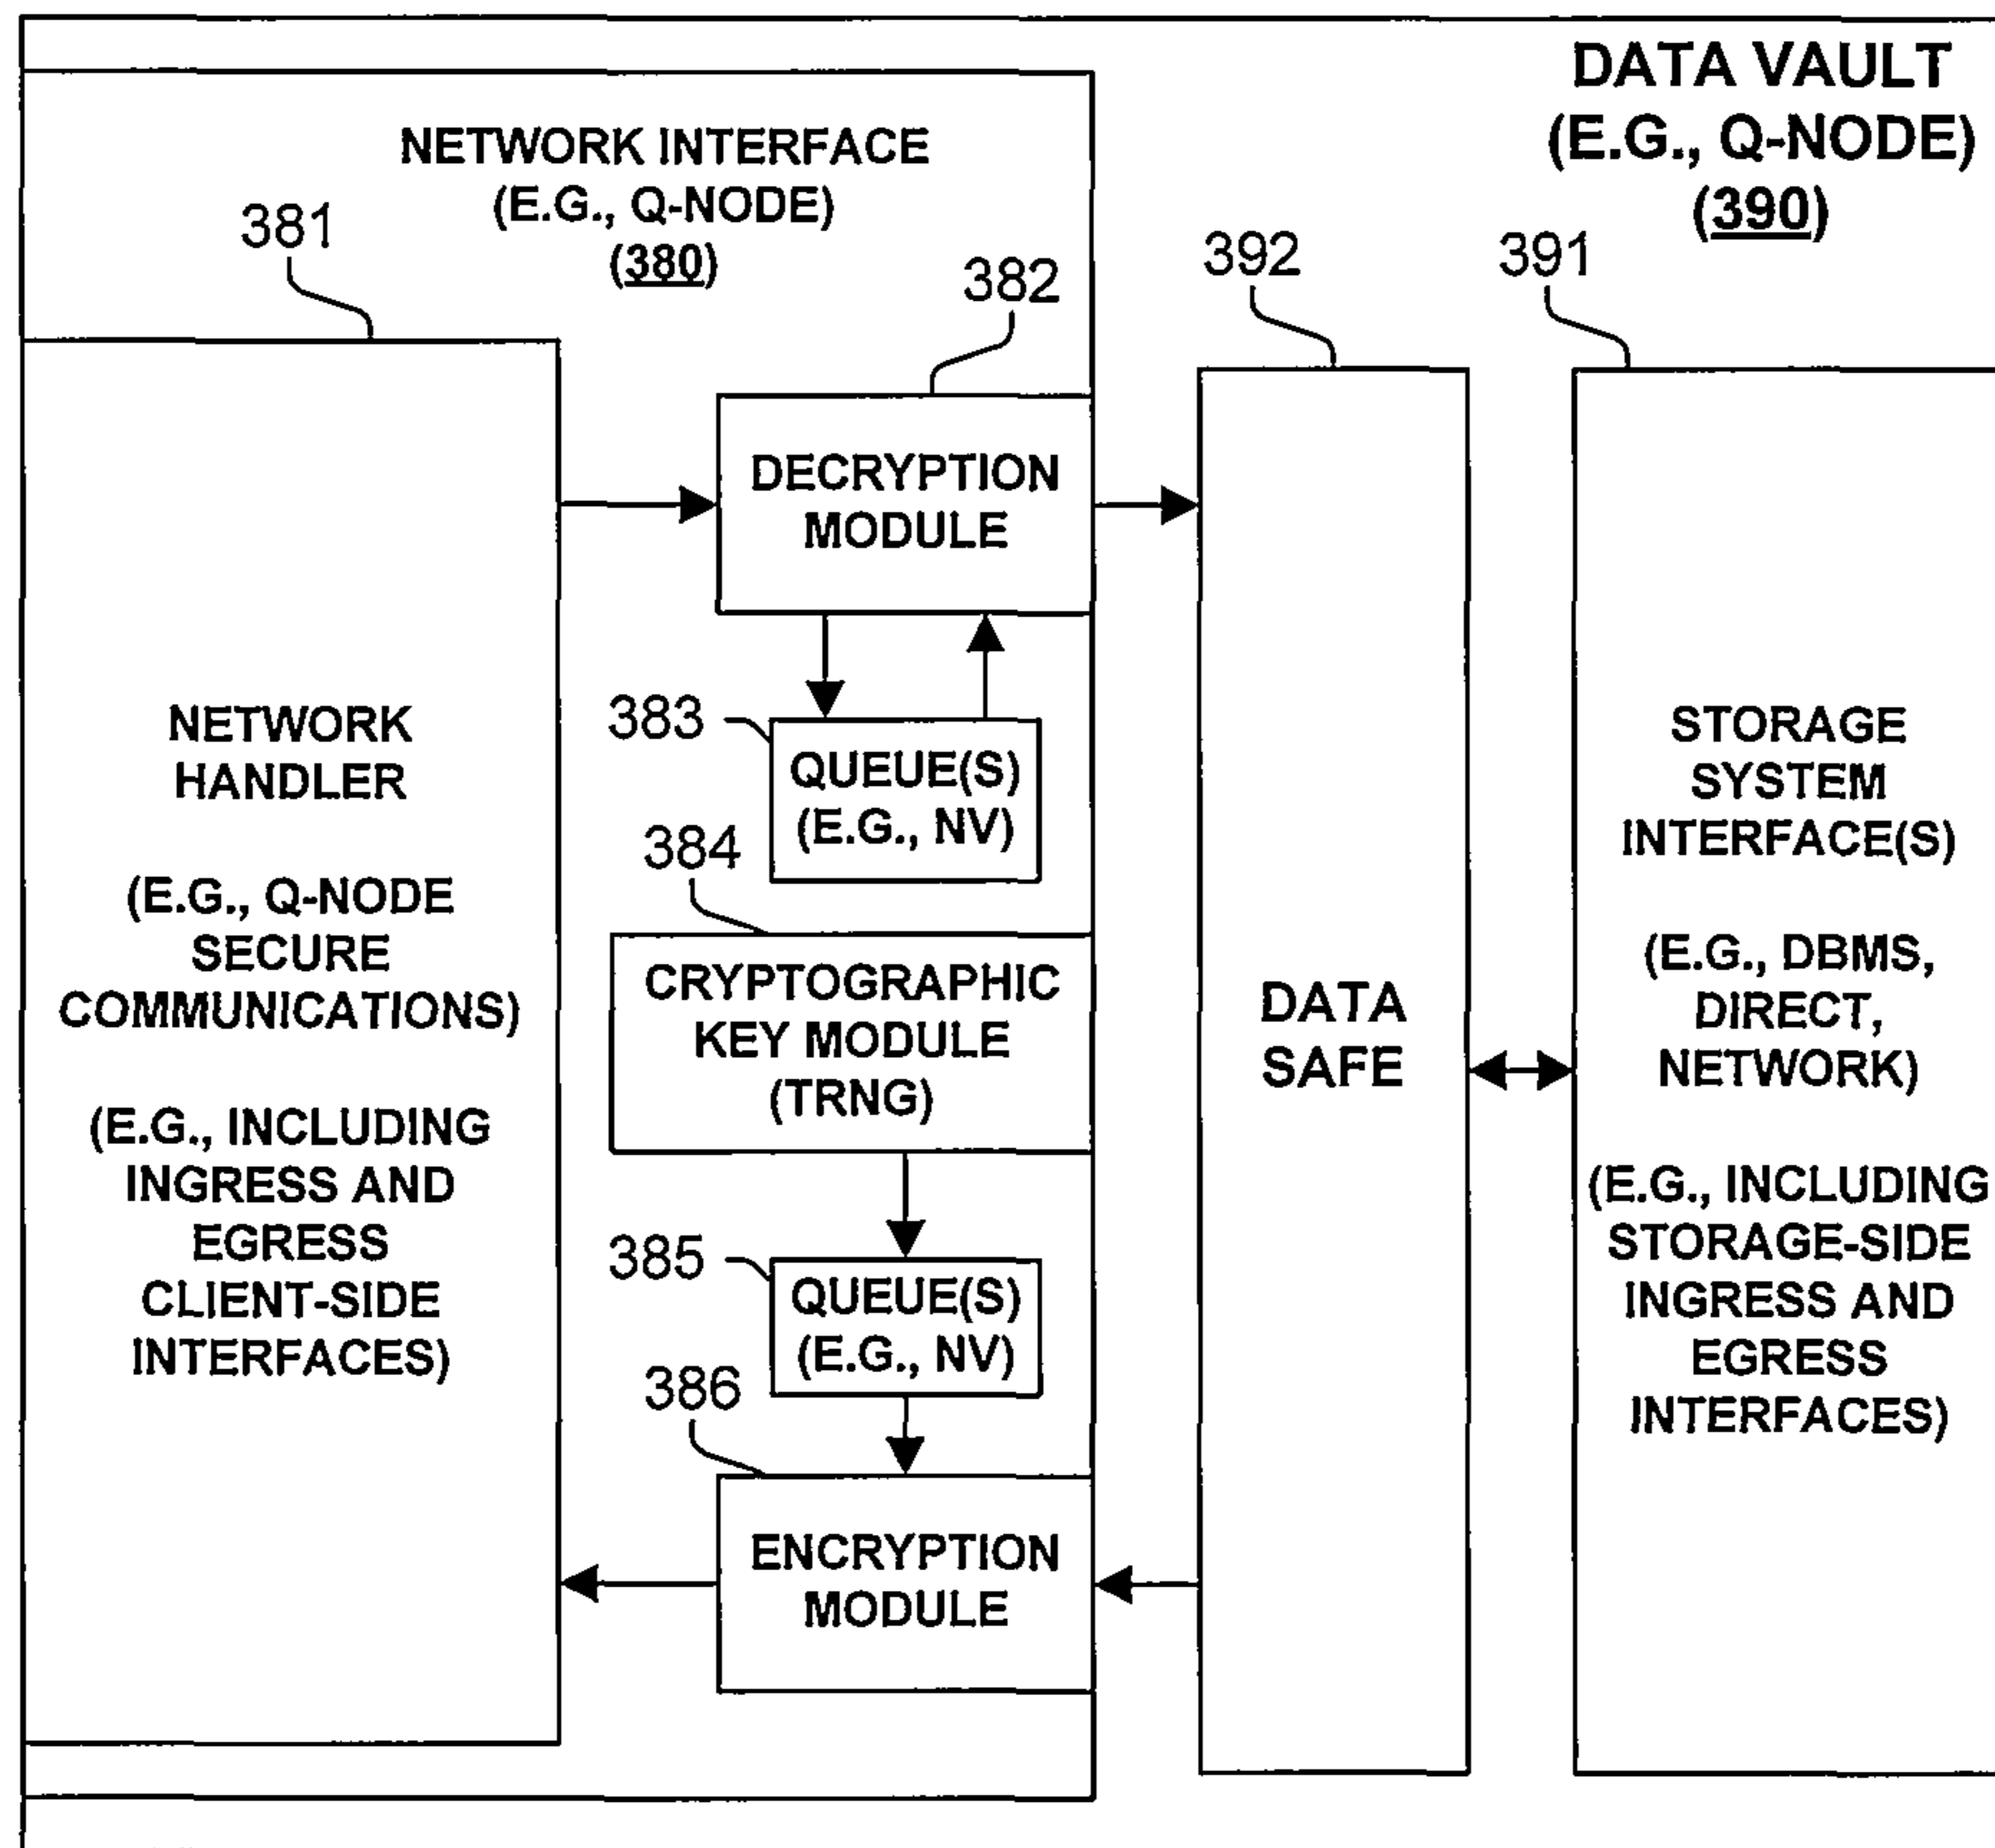 DATA VAULT
(E.G., Q-NODE)
(390)
NETWORK INTERFACE
(E.G., Q-NODE)
(380)
381
382
392
391
DECRYPTION
MODULE
383
QUEUE(S)
(E.G., NV)
384
CRYPTOGRAPHIC
KEY MODULE
(TRNG)
385
QUEUE(S)
(E.G., NV)
386
ENCRYPTION
MODULE
NETWORK
HANDLER
(E.G., Q-NODE
SECURE
COMMUNICATIONS)
(E.G., INCLUDING
INGRESS AND
EGRESS
CLIENT-SIDE
INTERFACES)
DATA
SAFE
STORAGE
SYSTEM
INTERFACE(S)
(E.G., DBMS,
DIRECT,
NETWORK)
(E.G., INCLUDING
STORAGE-SIDE
INGRESS AND
EGRESS
INTERFACES)